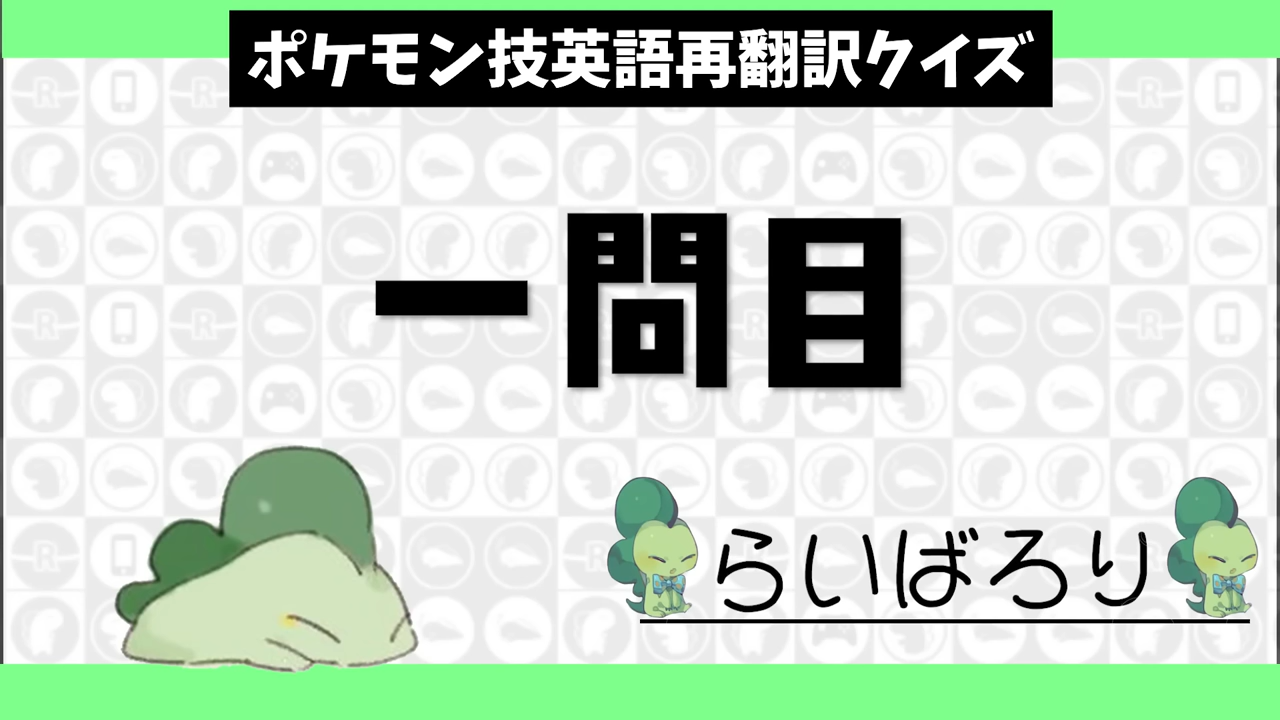 ポケモン技英語再翻訳クイズ
一問目
らいばろり